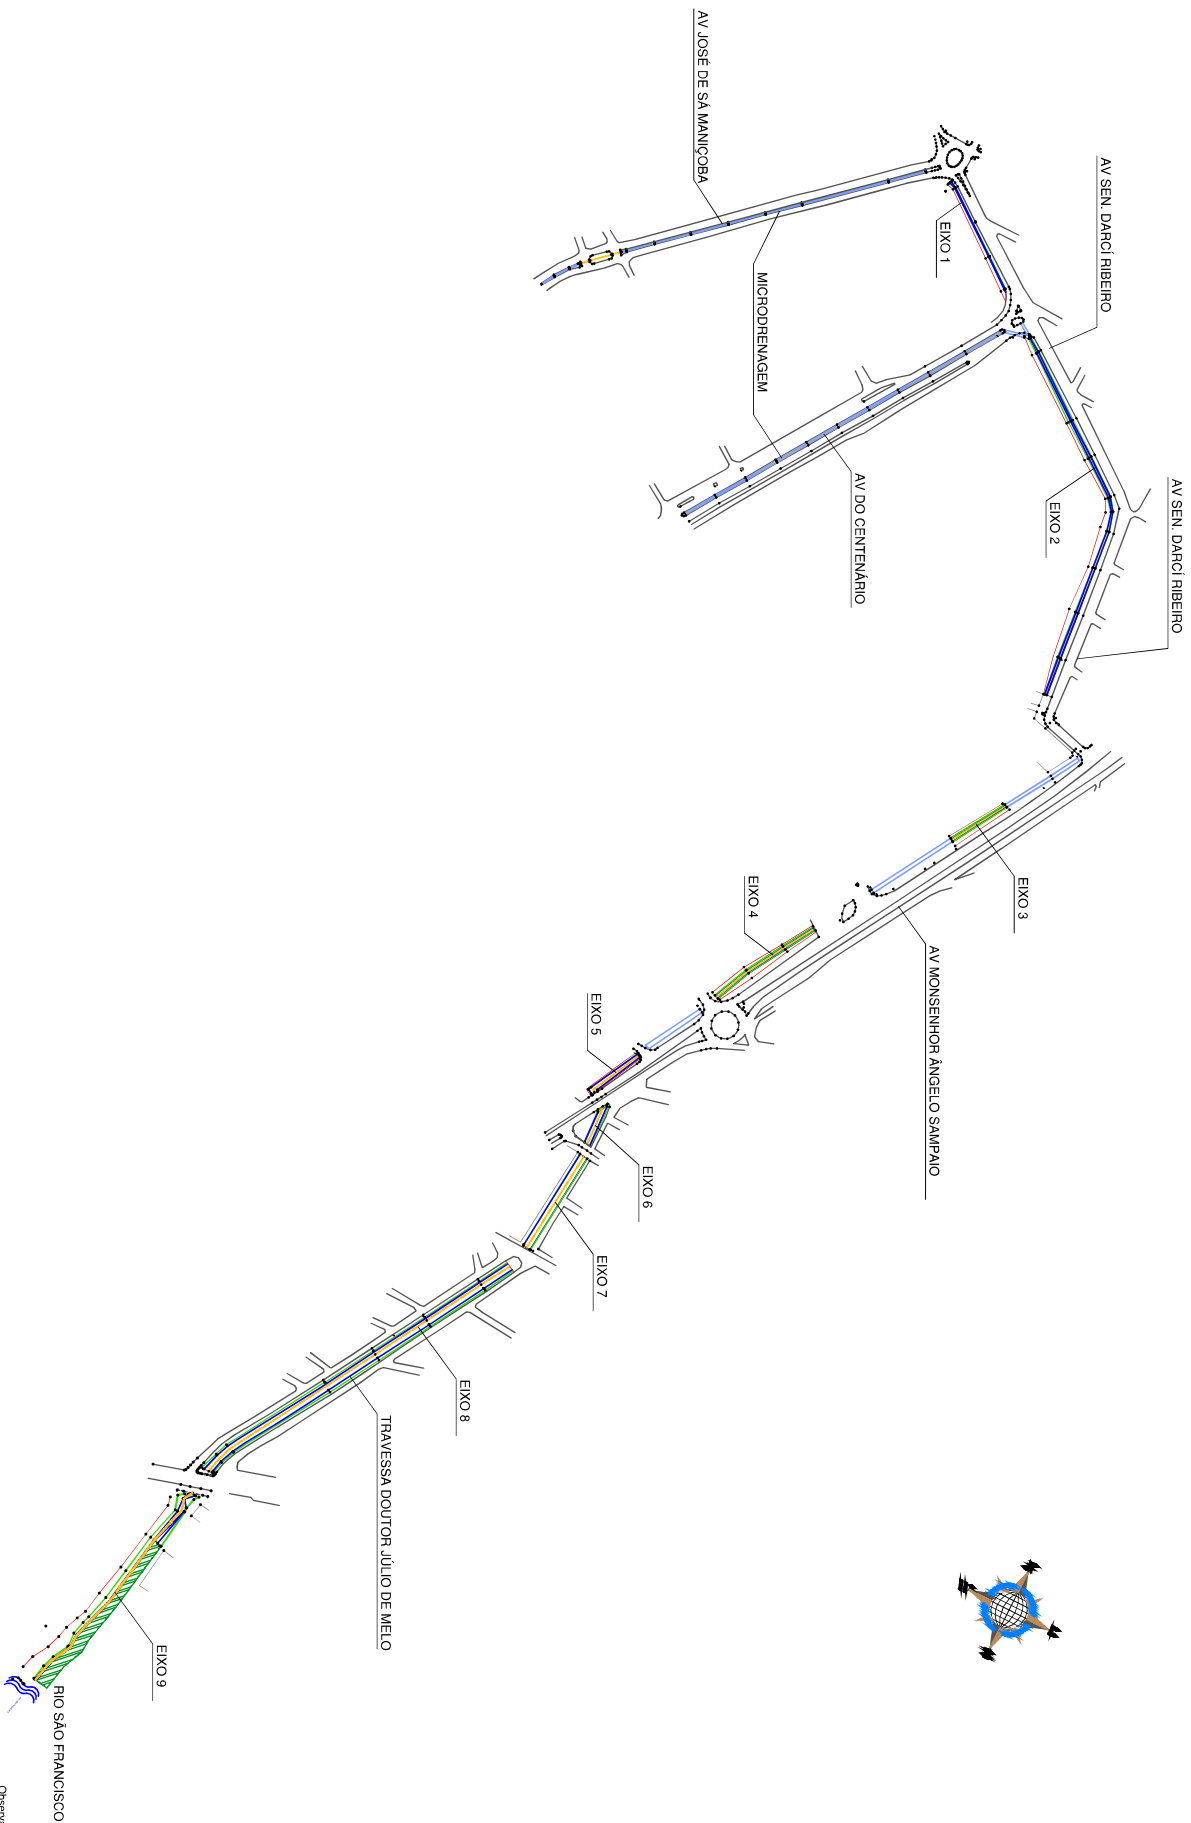 AV JOSÉ DE SÁ MANIÇOBA
AV SEN. DARCÍ RIBEIRO
EIXO 1
MICRODRENAGEM
AV SEN. DARCÍ RIBEIRO
AV DO CENTENÁRIO
EIXO 2
EIXO 3
EIXO 4
AV MONSENHOR ÂNGELO SAMPAIO
EIXO 5
EIXO 6
EIXO 7
EIXO 8
TRAVESSA DOUTOR JÚLIO DE MELO
EIXO 9
RIO SÃO FRANCISCO